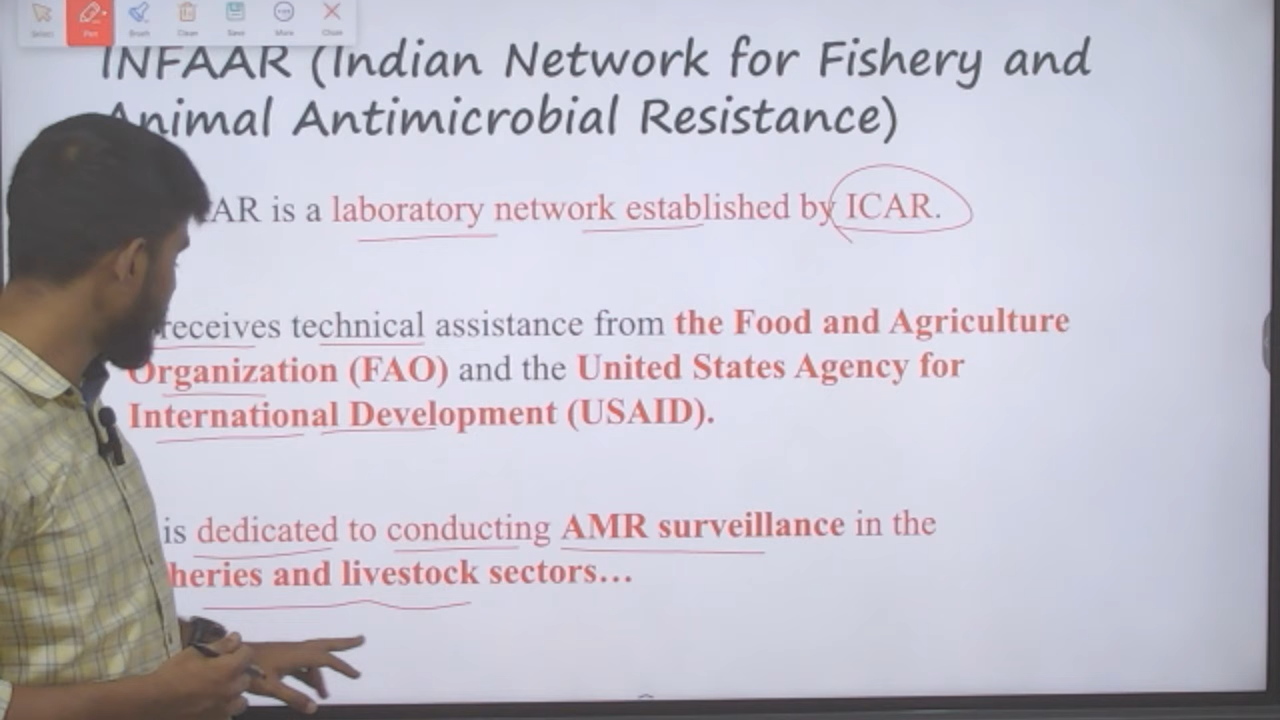 Select Pen Brush Clean Save More Close
INFAAR (Indian Network for Fishery and
Animal Antimicrobial Resistance)
AR is a laboratory network established by ICAR.
receives technical assistance from the Food and Agriculture
Organization (FAO) and the United States Agency for
International Development (USAID).
is dedicated to conducting AMR surveillance in the
heries and livestock sectors...